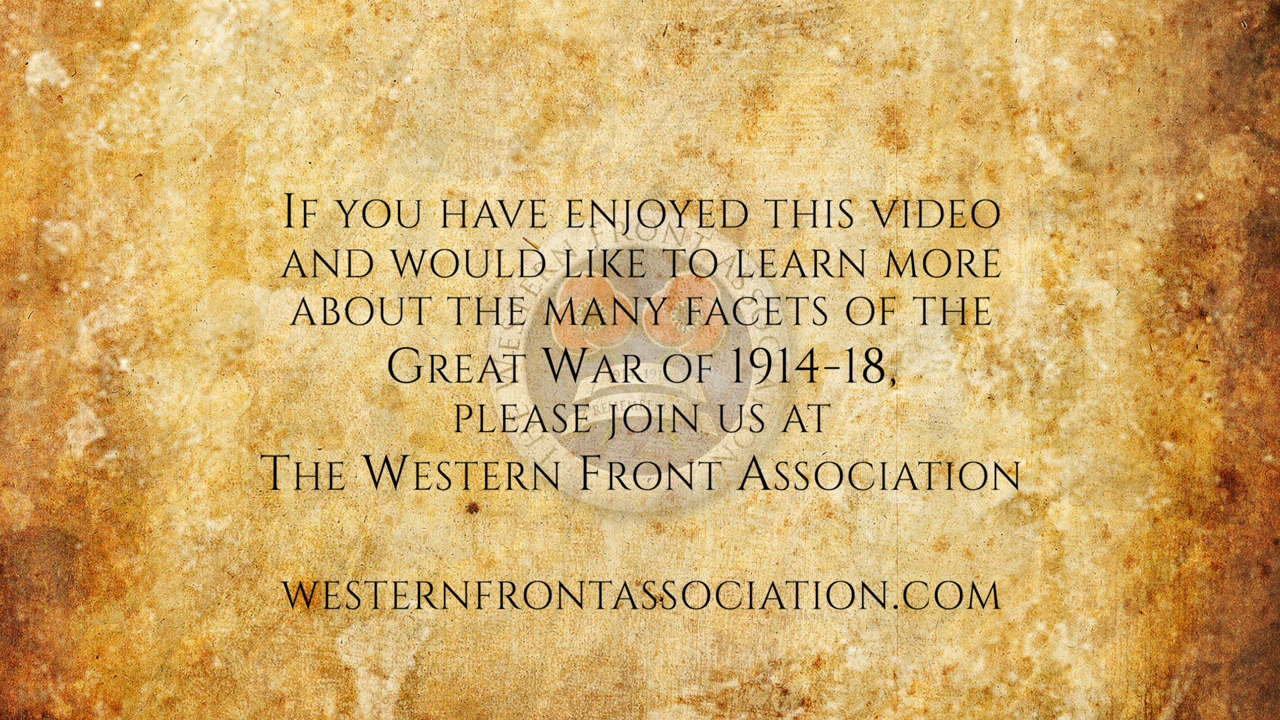 If you have enjoyed this video
and would like to learn more
about the many facets of the
Great War of 1914-18,
please join us at
The Western Front Association
westernfrontassociation.com